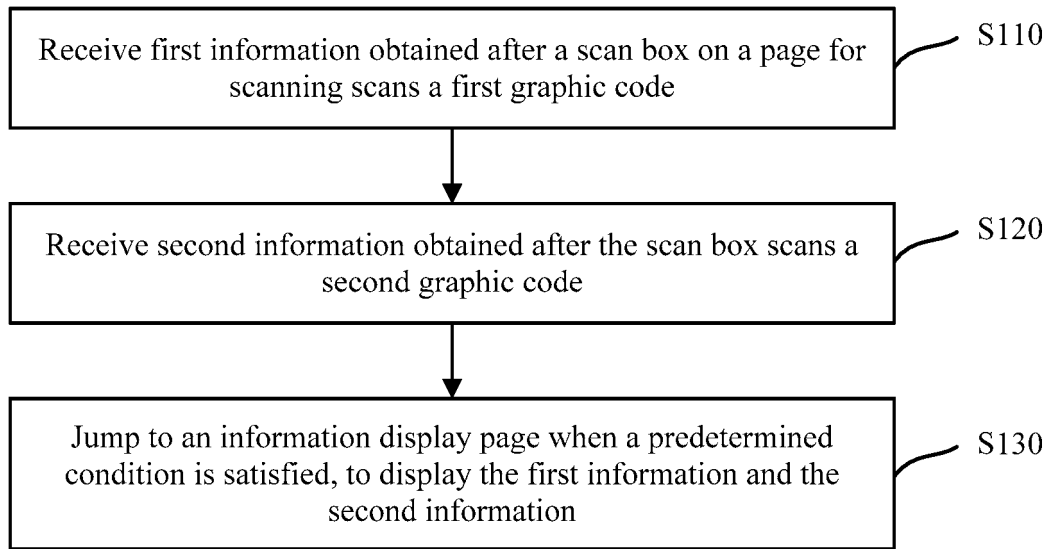 Receive first information obtained after a scan box on a page for
scanning scans a first graphic code
S110
Receive second information obtained after the scan box scans a
second graphic code
S120
Jump to an information display page when a predetermined
condition is satisfied, to display the first information and the
second information
S130